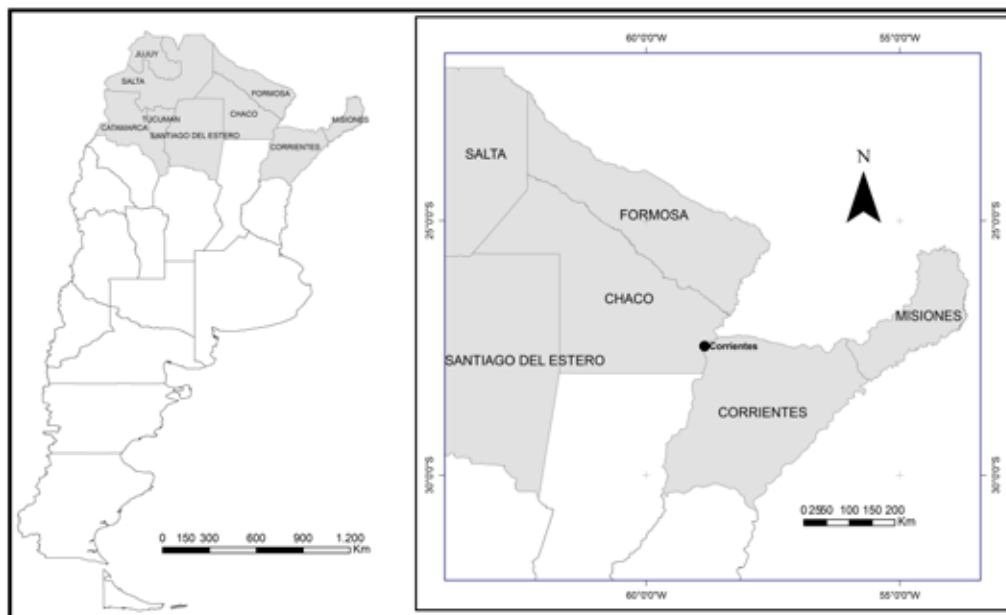 JUJUY
SALTA
FORMOSA
TUCUMAN
CHACO
MISIONES
CATAMARCA
SANTIAGO DEL ESTERO
CORRIENTES
0 150 300 600 900 1.200
Km
60°0'0"W 55°0'0"W
N
SALTA
FORMOSA
25°0'0"S 25°0'0"S
CHACO
MISIONES
Corrientes
SANTIAGO DEL ESTERO
CORRIENTES
30°0'0"S 30°0'0"S
0 25 50 100 150 200
Km
60°0'0"W 55°0'0"W